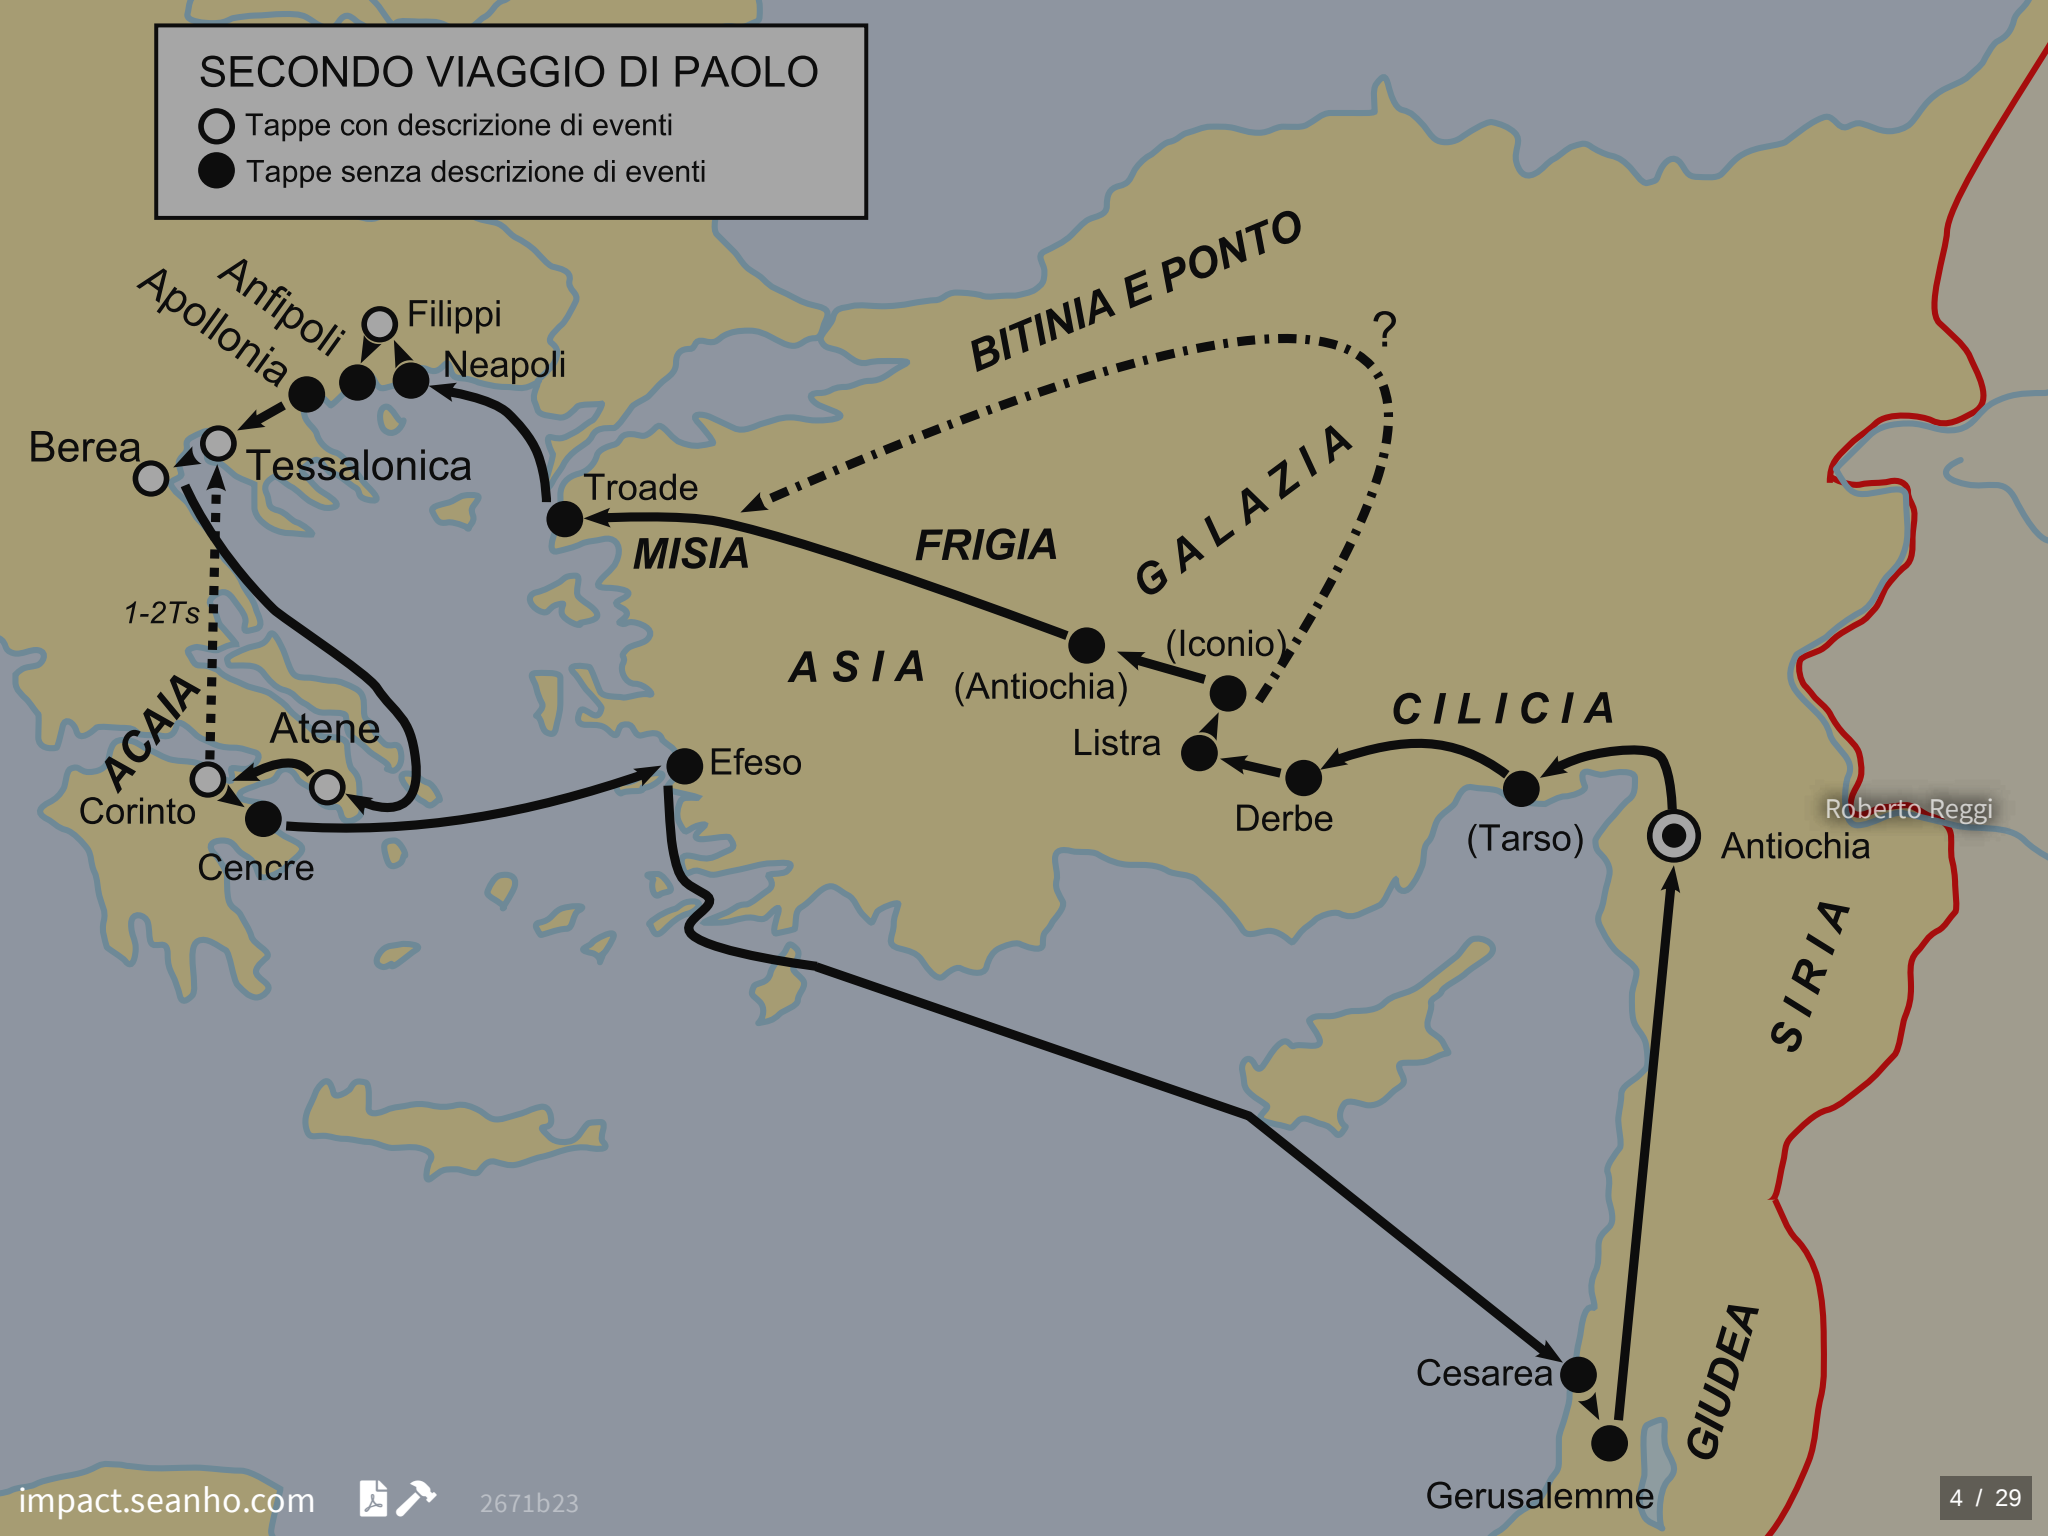 SECONDO VIAGGIO DI PAOLO
Tappe con descrizione di eventi
Tappe senza descrizione di eventi
BITINIA E PONTO
?
Anfipoli
Apollonia
Filippi
Neapoli
Berea
Tessalonica
Troade
MISIA
FRIGIA
GALAZIA
1-2Ts
ASIA
(Iconio)
(Antiochia)
CILICIA
ACAIA
Atene
Listra
Efeso
Corinto
Derbe
(Tarso)
Roberto Reggi
Antiochia
Cencre
SIRIA
Cesarea
GIUDEA
Gerusalemme
impact.seanho.com
2671b23
4 / 29